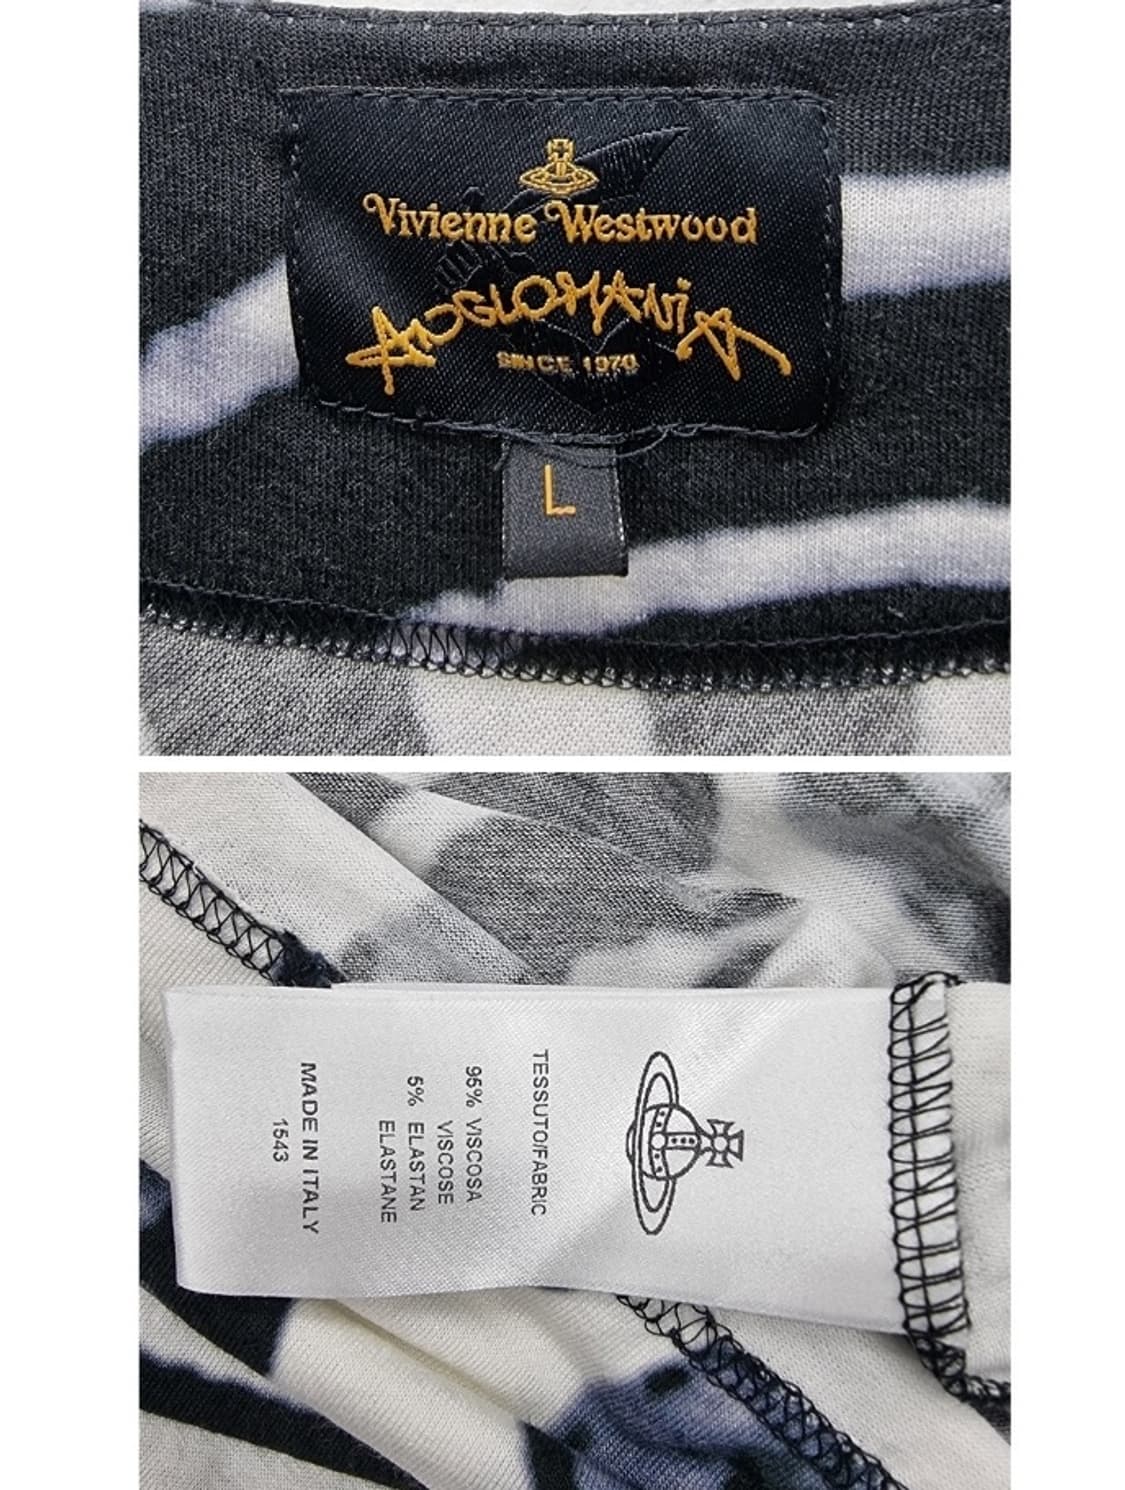 Vivienne Westwood
ANGLOMANiA
SINCE 1970
L
TESSUTO/FABRIC
95% VISCOSA
VISCOSE
5% ELASTAN
ELASTANE
MADE IN ITALY
1543